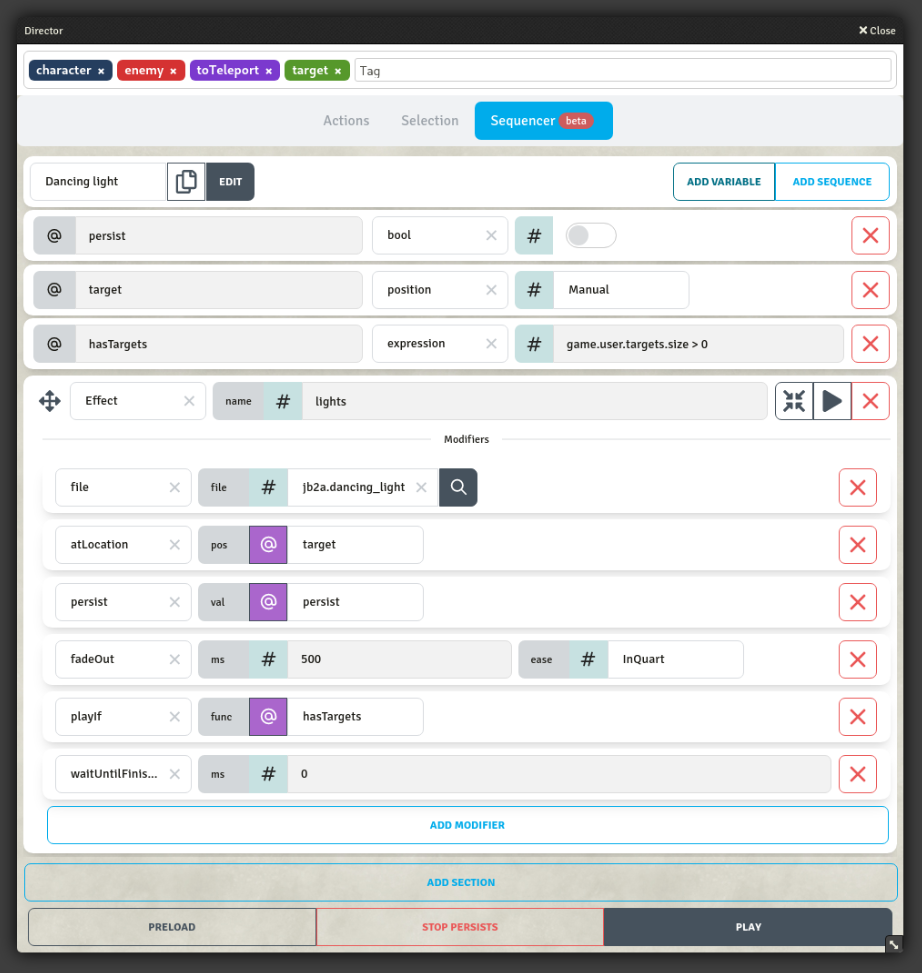 Director
Close
character × enemy × toTeleport × target × Tag
Actions Selection Sequencer beta
Dancing light EDIT ADD VARIABLE ADD SEQUENCE
@ persist bool #
@ target position # Manual
@ hasTargets expression # game.user.targets.size > 0
Effect name # lights
Modifiers
file file # jb2a.dancing_light
atLocation pos @ target
persist val @ persist
fadeOut ms # 500 ease # InQuart
playIf func @ hasTargets
waitUntilFinis... ms # 0
ADD MODIFIER
ADD SECTION
PRELOAD STOP PERSISTS PLAY